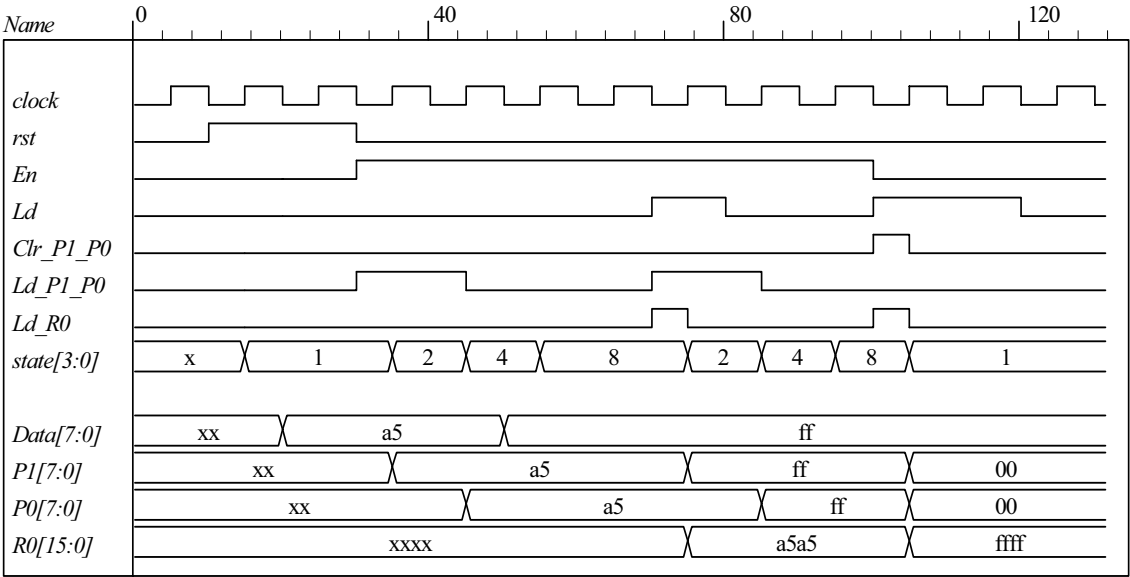 Name 0 40 80 120
clock
rst
En
Ld
Clr_P1_P0
Ld_P1_P0
Ld_R0
state[3:0] x 1 2 4 8 2 4 8 1
Data[7:0] xx a5 ff
P1[7:0] xx a5 ff 00
P0[7:0] xx a5 ff 00
R0[15:0] xxxx a5a5 ffff